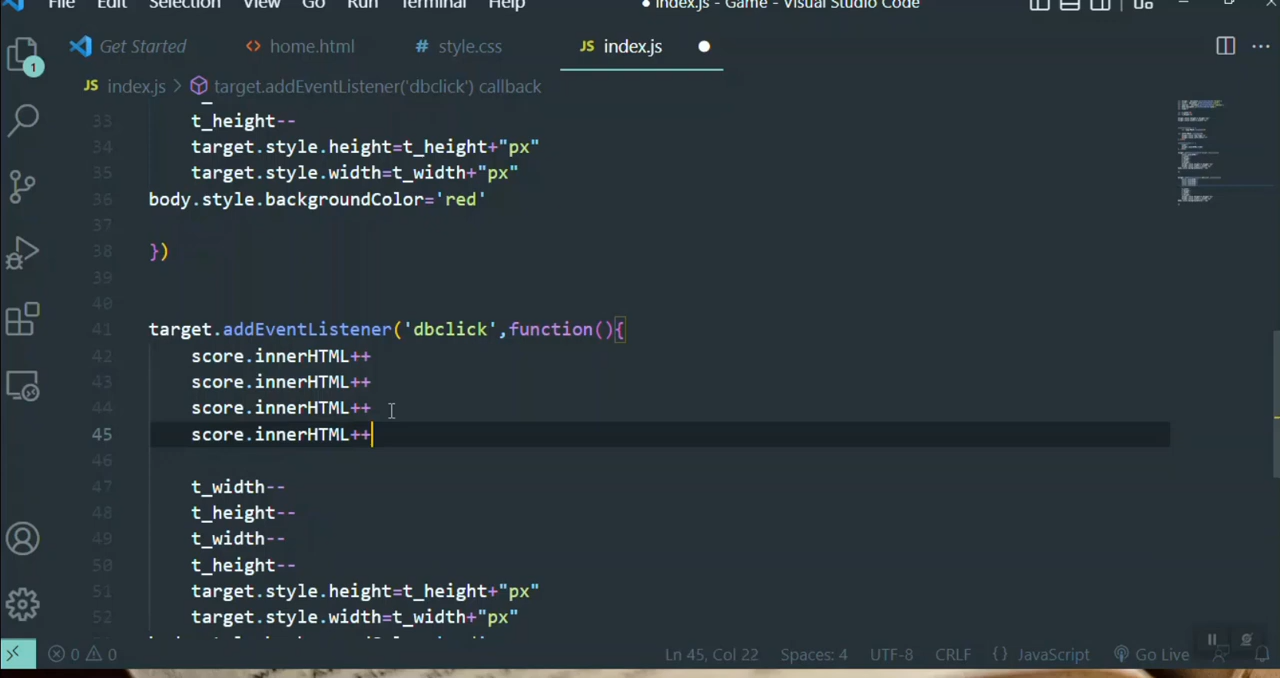 File Edit Selection View Go Run Terminal Help ● index.js - Game - Visual Studio Code
Get Started home.html # style.css JS index.js ●
JS index.js > target.addEventListener('dbclick') callback
33 t_height--
34 target.style.height=t_height+"px"
35 target.style.width=t_width+"px"
36 body.style.backgroundColor='red'
37
38 })
39
40
41 target.addEventListener('dbclick',function(){
42 score.innerHTML++
43 score.innerHTML++
44 score.innerHTML++
45 score.innerHTML++
46
47 t_width--
48 t_height--
49 t_width--
50 t_height--
51 target.style.height=t_height+"px"
52 target.style.width=t_width+"px"
1
0 0 Ln 45, Col 22 Spaces: 4 UTF-8 CRLF {} JavaScript Go Live